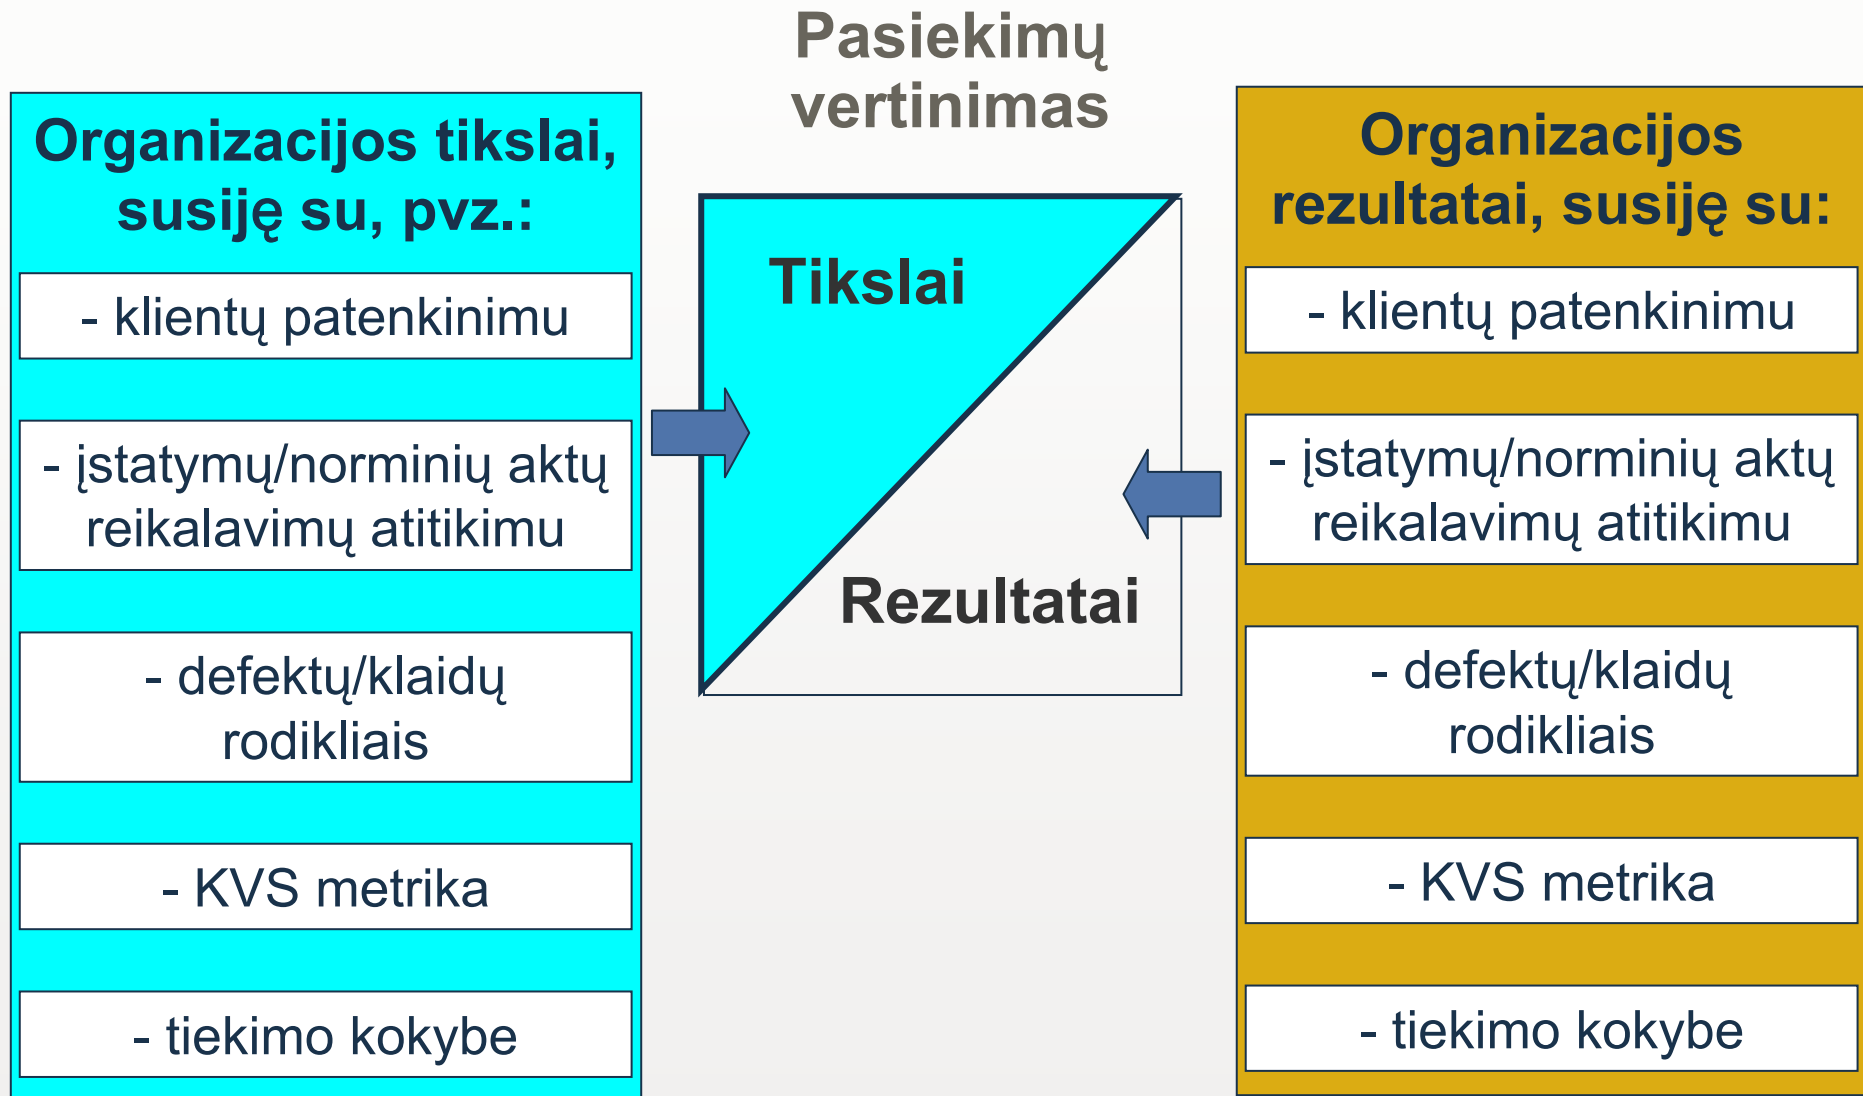 Pasiekimų
vertinimas
Organizacijos tikslai,
susiję su, pvz.:
- klientų patenkinimu
- įstatymų/norminių aktų
reikalavimų atitikimu
- defektų/klaidų
rodikliais
- KVS metrika
- tiekimo kokybe
Tikslai
Rezultatai
Organizacijos
rezultatai, susiję su:
- klientų patenkinimu
- įstatymų/norminių aktų
reikalavimų atitikimu
- defektų/klaidų
rodikliais
- KVS metrika
- tiekimo kokybe